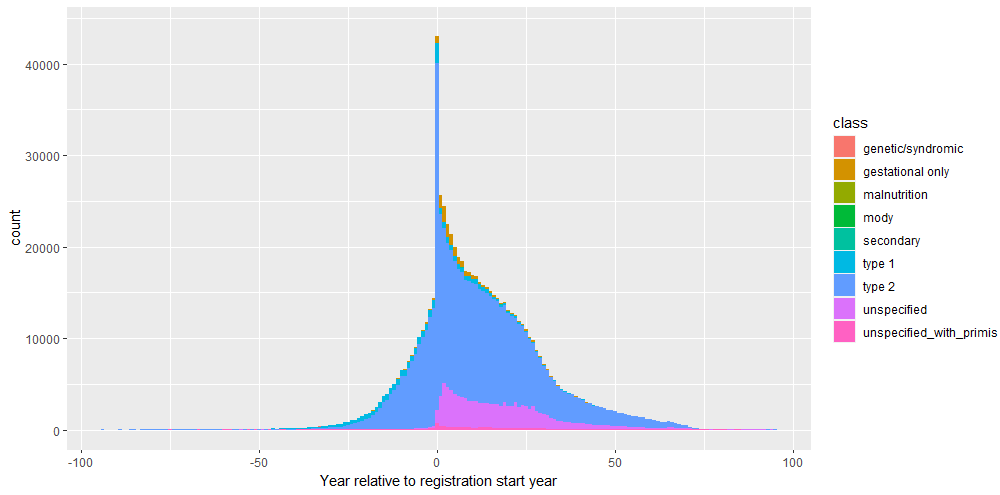 40000
30000
20000
10000
0
count
-100
-50
0
50
100
Year relative to registration start year
class
genetic/syndromic
gestational only
malnutrition
mody
secondary
type 1
type 2
unspecified
unspecified_with_primis